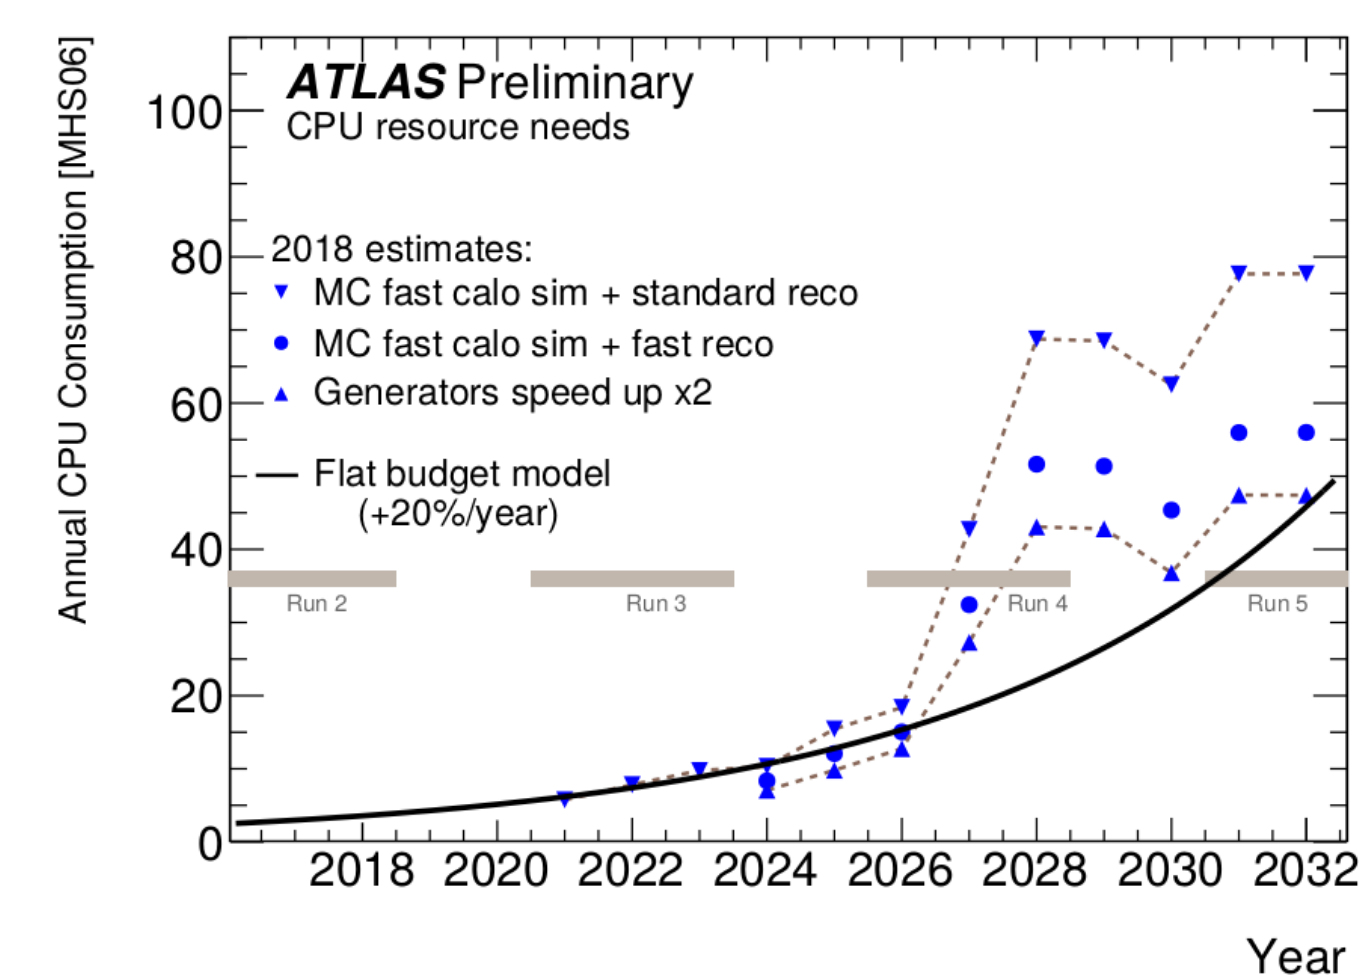 ATLAS Preliminary
CPU resource needs
2018 estimates:
MC fast calo sim + standard reco
MC fast calo sim + fast reco
Generators speed up x2
Flat budget model
(+20%/year)
Annual CPU Consumption [MHS06]
100
80
60
40
20
0
Run 2
Run 3
Run 4
Run 5
2018 2020 2022 2024 2026 2028 2030 2032
Year